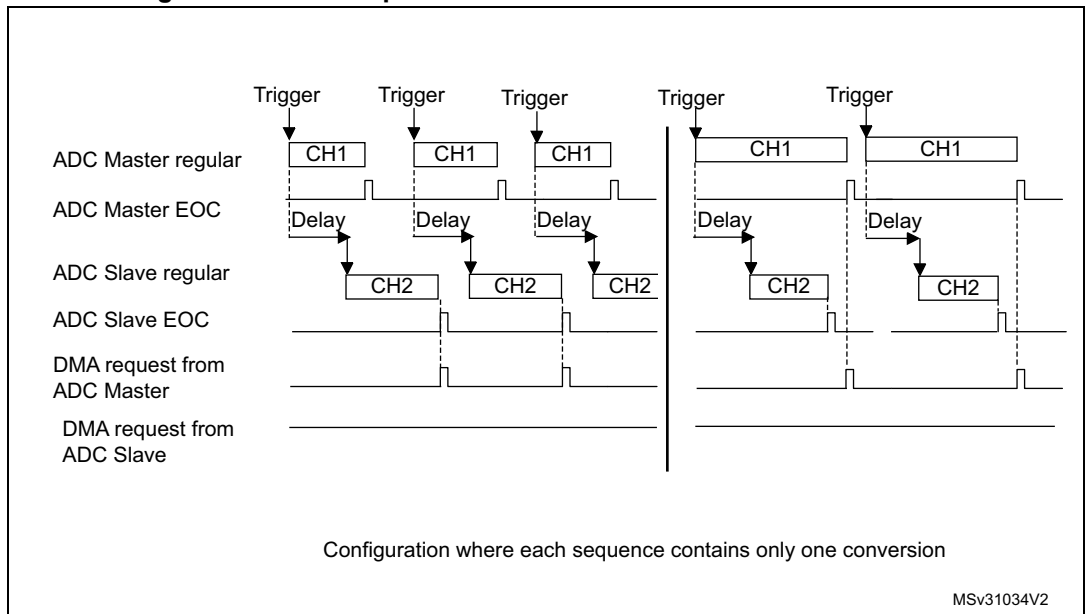 Trigger Trigger Trigger Trigger Trigger
ADC Master regular CH1 CH1 CH1 CH1 CH1
ADC Master EOC
Delay Delay Delay Delay Delay
ADC Slave regular CH2 CH2 CH2 CH2 CH2
ADC Slave EOC
DMA request from
ADC Master
DMA request from
ADC Slave
Configuration where each sequence contains only one conversion
MSv31034V2